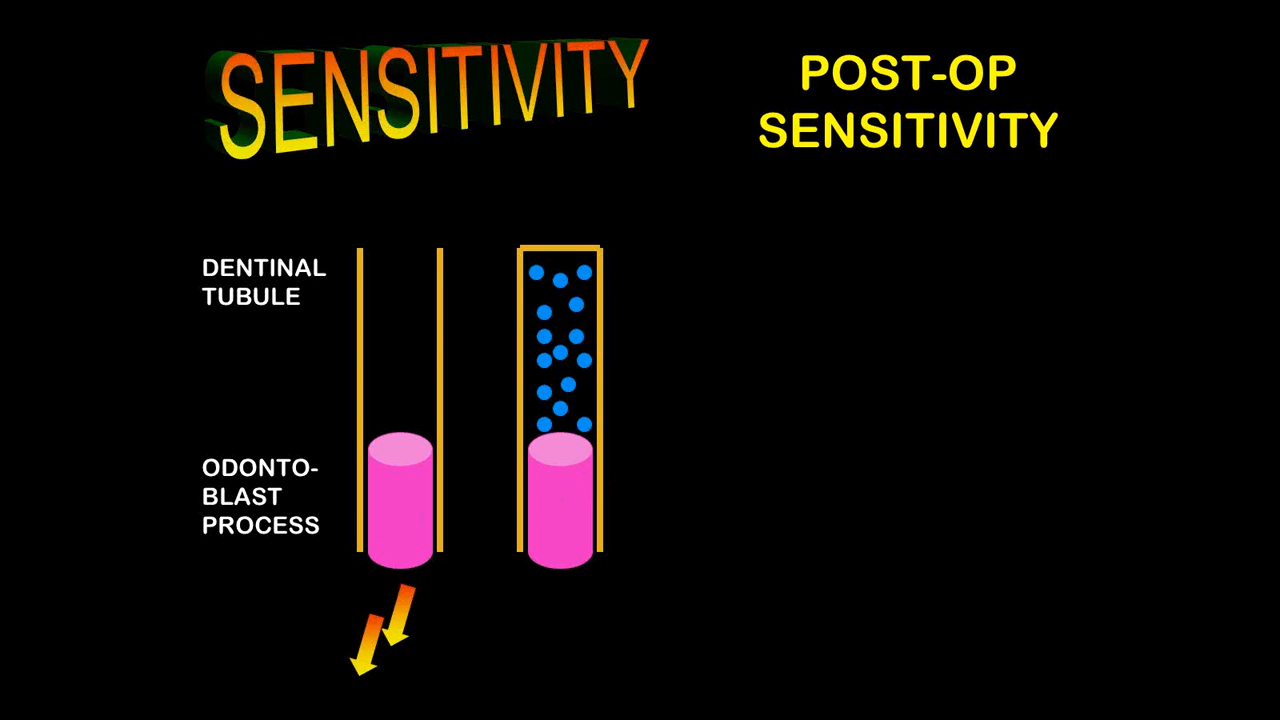 SENSITIVITY
POST-OP
SENSITIVITY
DENTINAL
TUBULE
ODONTO-
BLAST
PROCESS